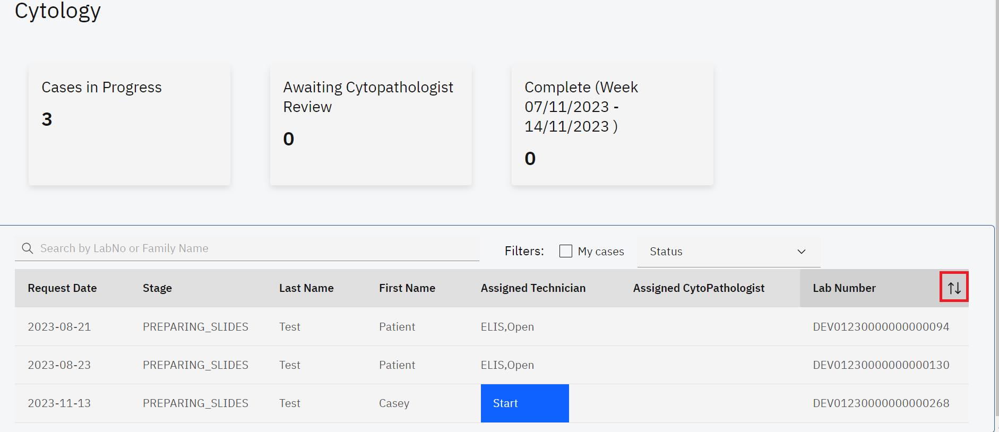 Cytology
Cases in Progress
3
Awaiting Cytopathologist
Review
0
Complete (Week
07/11/2023 -
14/11/2023 )
0
Search by LabNo or Family Name
Filters: My cases Status
Request Date Stage Last Name First Name Assigned Technician Assigned CytoPathologist Lab Number
2023-08-21 PREPARING_SLIDES Test Patient ELIS,Open DEV01230000000000094
2023-08-23 PREPARING_SLIDES Test Patient ELIS,Open DEV01230000000000130
2023-11-13 PREPARING_SLIDES Test Casey Start DEV01230000000000268